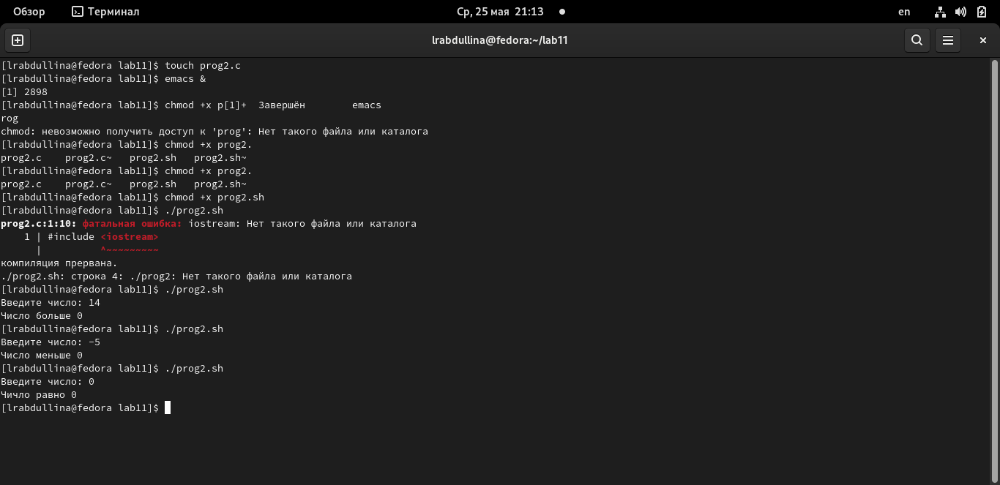 Обзор Терминал Ср, 25 мая 21:13 en
lrabdullina@fedora:~/lab11
[lrabdullina@fedora lab11]$ touch prog2.c
[lrabdullina@fedora lab11]$ emacs &
[1] 2898
[lrabdullina@fedora lab11]$ chmod +x p[1]+  Завершён        emacs
rog
chmod: невозможно получить доступ к 'prog': Нет такого файла или каталога
[lrabdullina@fedora lab11]$ chmod +x prog2.
prog2.c    prog2.c~   prog2.sh   prog2.sh~
[lrabdullina@fedora lab11]$ chmod +x prog2.
prog2.c    prog2.c~   prog2.sh   prog2.sh~
[lrabdullina@fedora lab11]$ chmod +x prog2.sh
[lrabdullina@fedora lab11]$ ./prog2.sh
prog2.c:1:10: фатальная ошибка: iostream: Нет такого файла или каталога
    1 | #include <iostream>
      |          ^~~~~~~~~~
компиляция прервана.
./prog2.sh: строка 4: ./prog2: Нет такого файла или каталога
[lrabdullina@fedora lab11]$ ./prog2.sh
Введите число: 14
Число больше 0
[lrabdullina@fedora lab11]$ ./prog2.sh
Введите число: -5
Число меньше 0
[lrabdullina@fedora lab11]$ ./prog2.sh
Введите число: 0
Чичло равно 0
[lrabdullina@fedora lab11]$